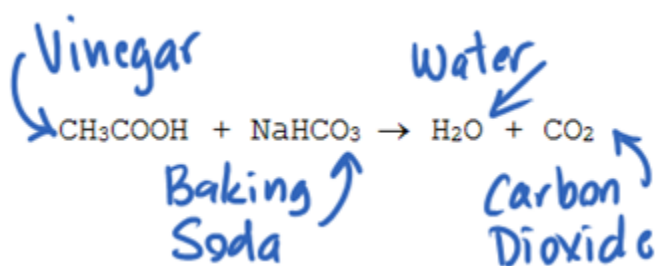 Vinegar
Water
CH₃COOH + NaHCO₃ → H₂O + CO₂
Baking
Soda
Carbon
Dioxide